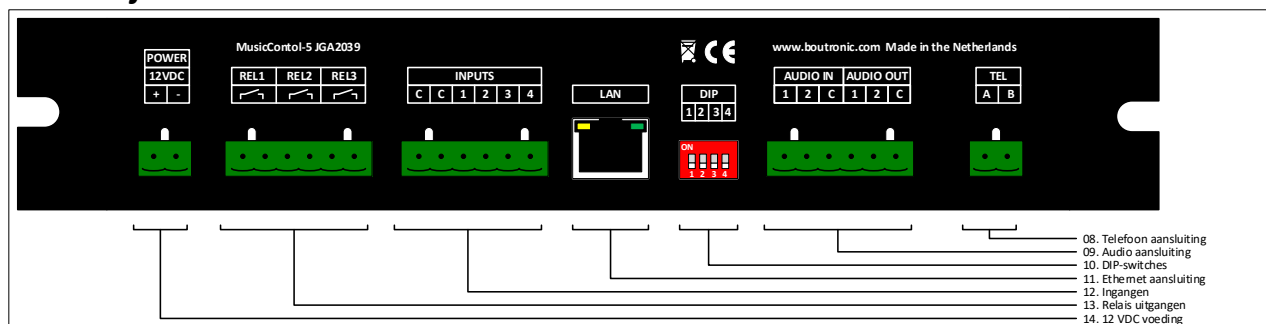 MusicContol-5 JGA2039
www.boutronic.com Made in the Netherlands
POWER
12VDC
+ -
REL1 REL2 REL3
INPUTS
C C 1 2 3 4
LAN
DIP
1 2 3 4
AUDIO IN AUDIO OUT
1 2 C 1 2 C
TEL
A B
ON
1 2 3 4
08. Telefoon aansluiting
09. Audio aansluiting
10. DIP-switches
11. Ethernet aansluiting
12. Ingangen
13. Relais uitgangen
14. 12 VDC voeding